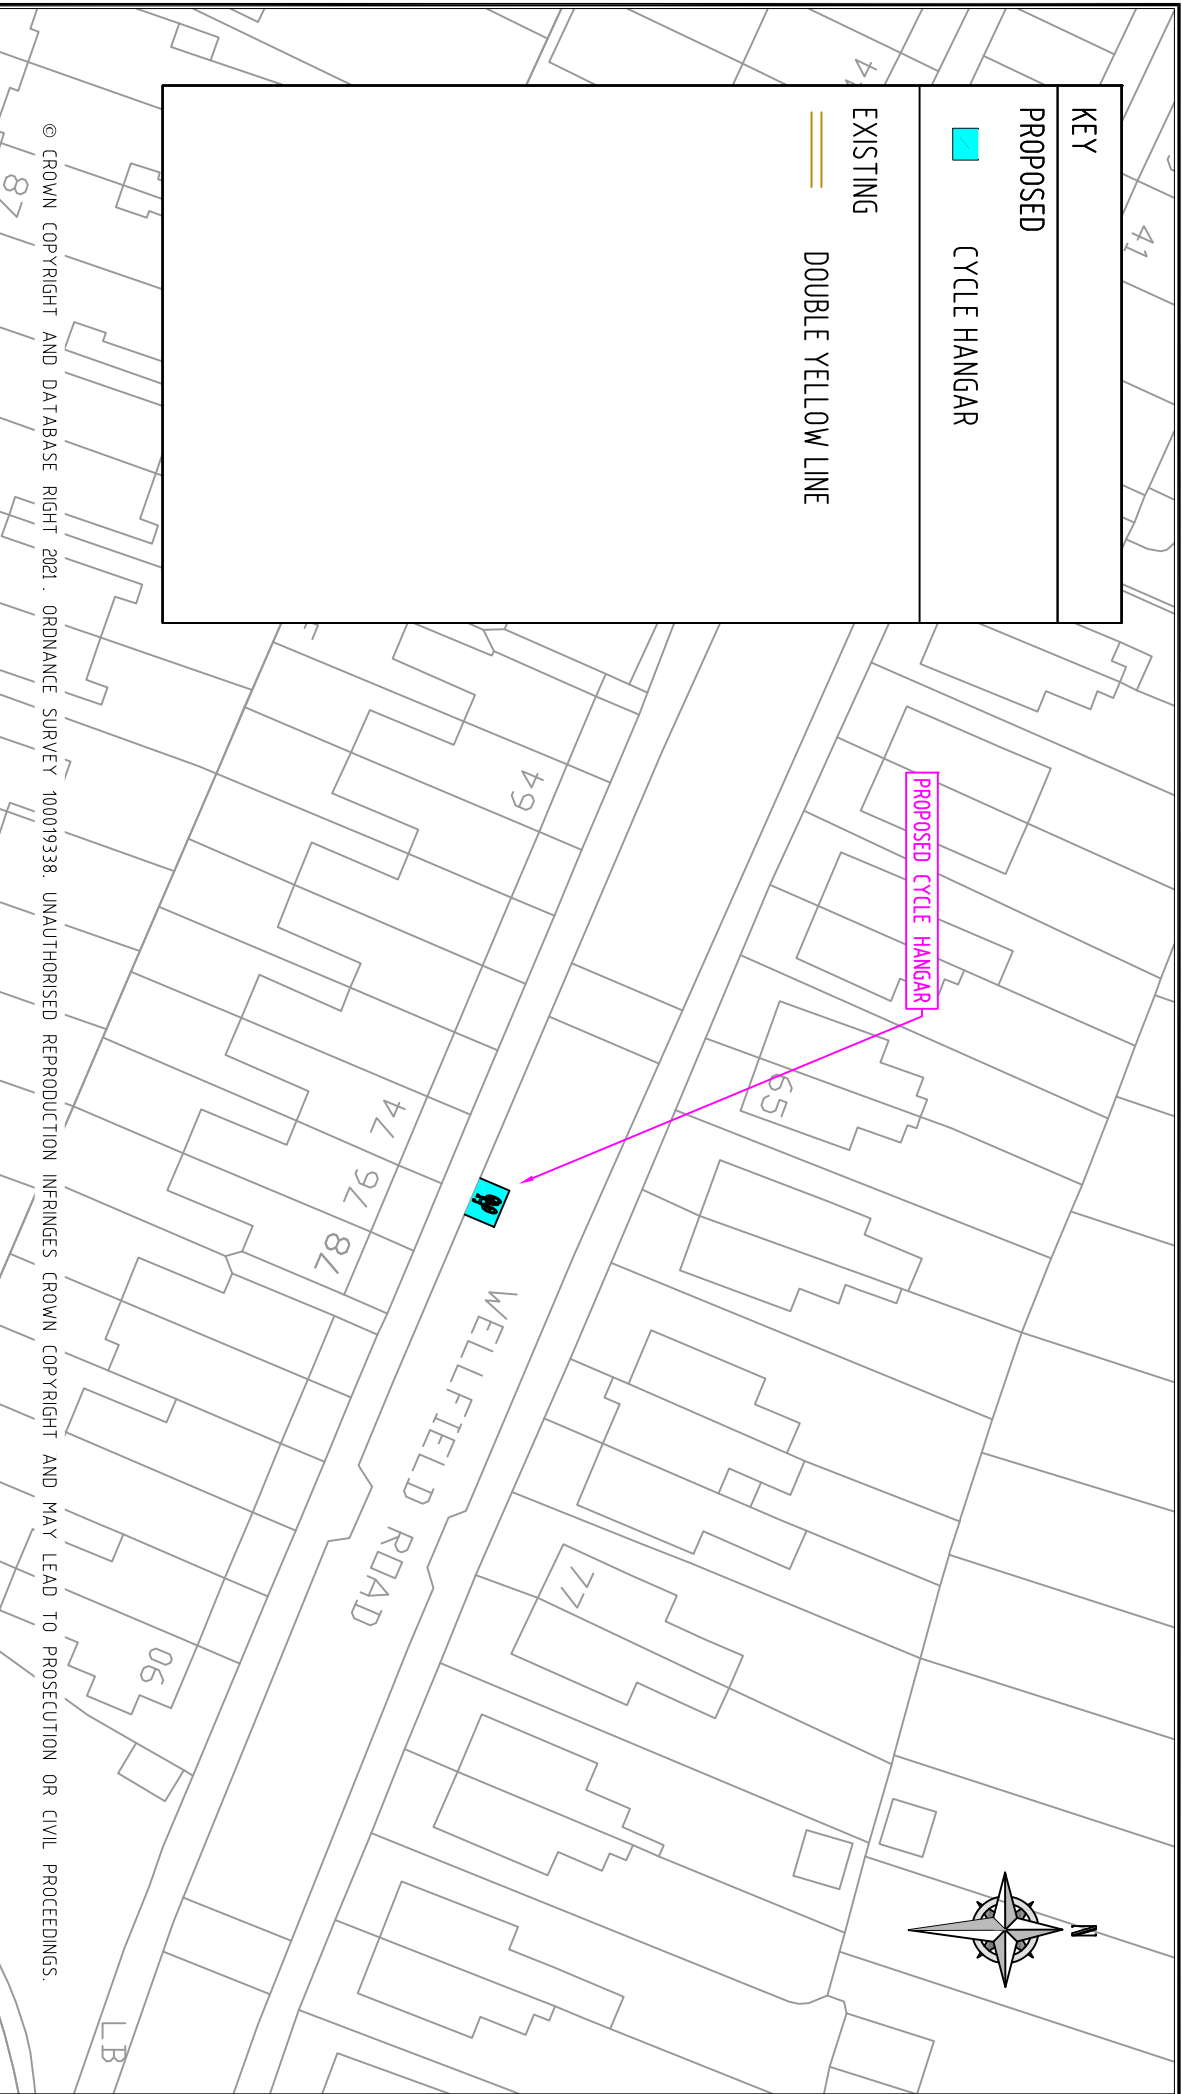 KEY
PROPOSED
CYCLE HANGAR
EXISTING
DOUBLE YELLOW LINE
N
PROPOSED CYCLE HANGAR
41
65
77
64
74
76
78
90
87
WELLFIELD ROAD
LB
© CROWN COPYRIGHT AND DATABASE RIGHT 2021. ORDNANCE SURVEY 100019338. UNAUTHORISED REPRODUCTION INFRINGES CROWN COPYRIGHT AND MAY LEAD TO PROSECUTION OR CIVIL PROCEEDINGS.